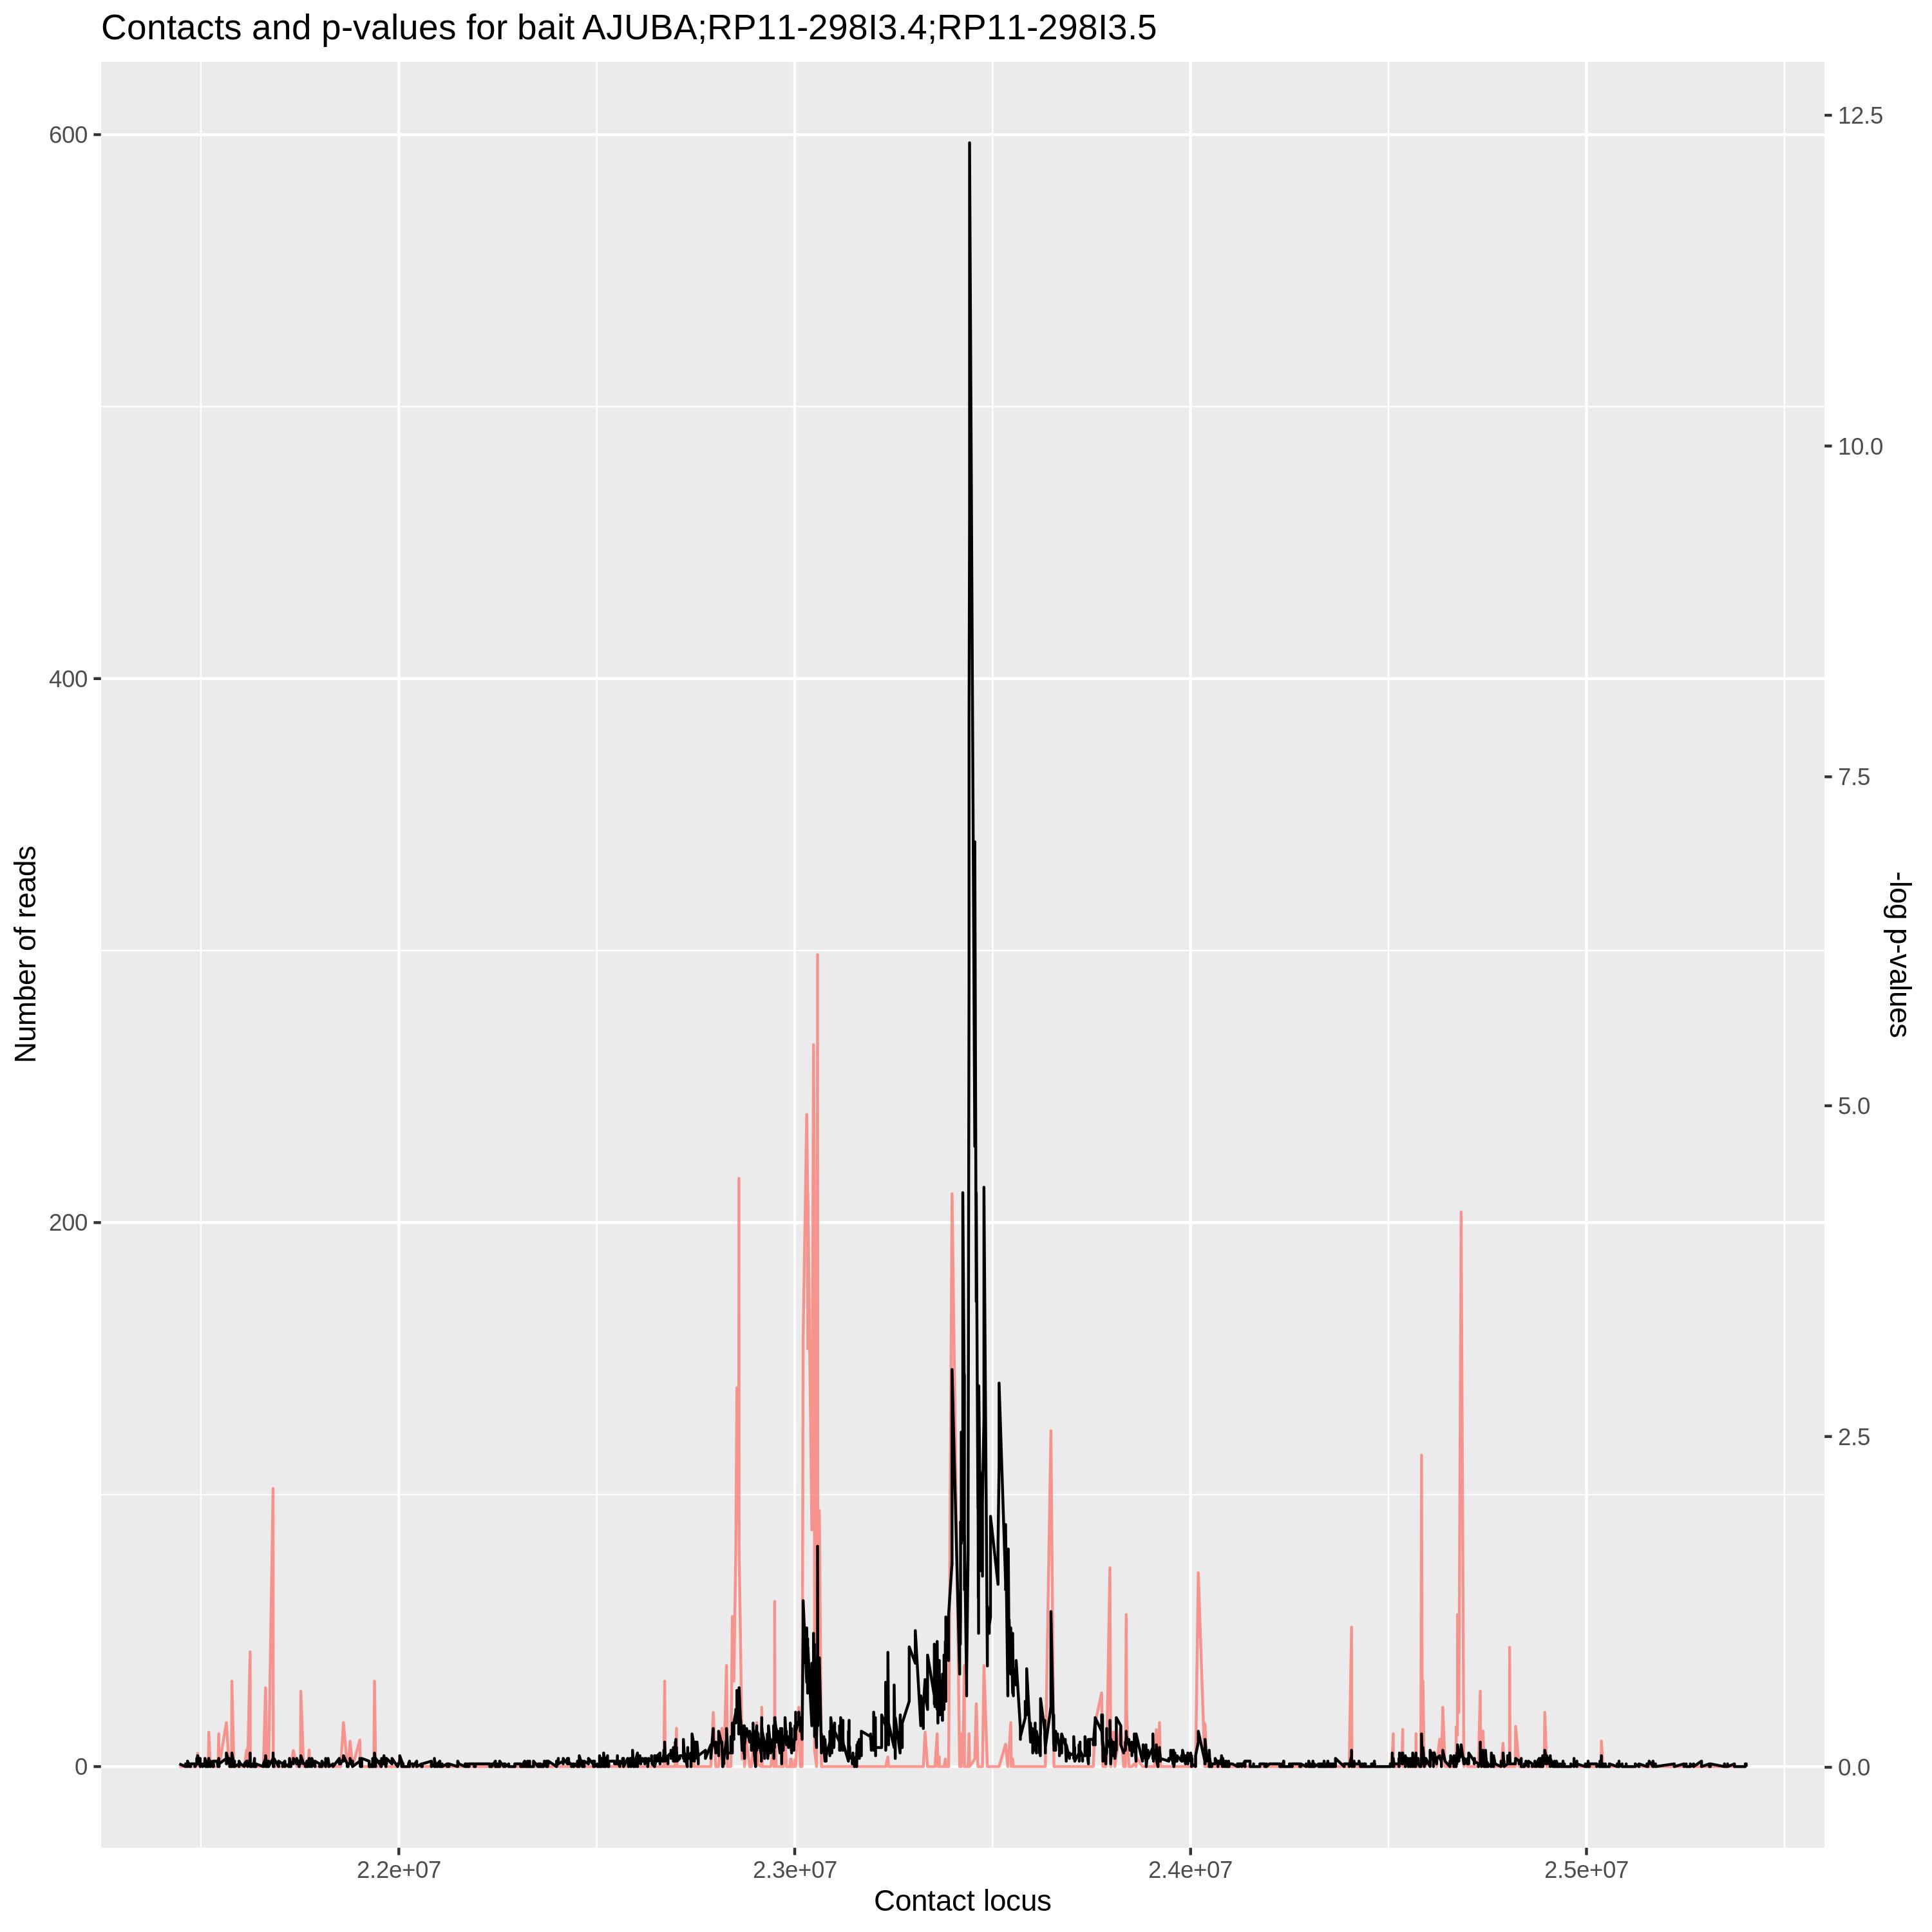 Contacts and p-values for bait AJUBA;RP11-298I3.4;RP11-298I3.5
600
400
200
0
Number of reads
12.5
10.0
7.5
5.0
2.5
0.0
-log p-values
2.2e+07
2.3e+07
2.4e+07
2.5e+07
Contact locus